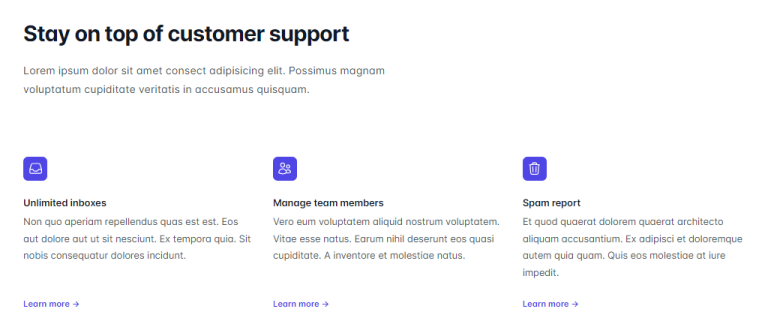 Stay on top of customer support
Lorem ipsum dolor sit amet consect adipisicing elit. Possimus magnam
voluptatum cupiditate veritatis in accusamus quisquam.
Unlimited inboxes
Non quo aperiam repellendus quas est est. Eos
aut dolore aut ut sit nesciunt. Ex tempora quia. Sit
nobis consequatur dolores incidunt.
Learn more →
Manage team members
Vero eum voluptatem aliquid nostrum voluptatem.
Vitae esse natus. Earum nihil deserunt eos quasi
cupiditate. A inventore et molestiae natus.
Learn more →
Spam report
Et quod quaerat dolorem quaerat architecto
aliquam accusantium. Ex adipisci et doloremque
autem quia quam. Quis eos molestiae at iure
impedit.
Learn more →